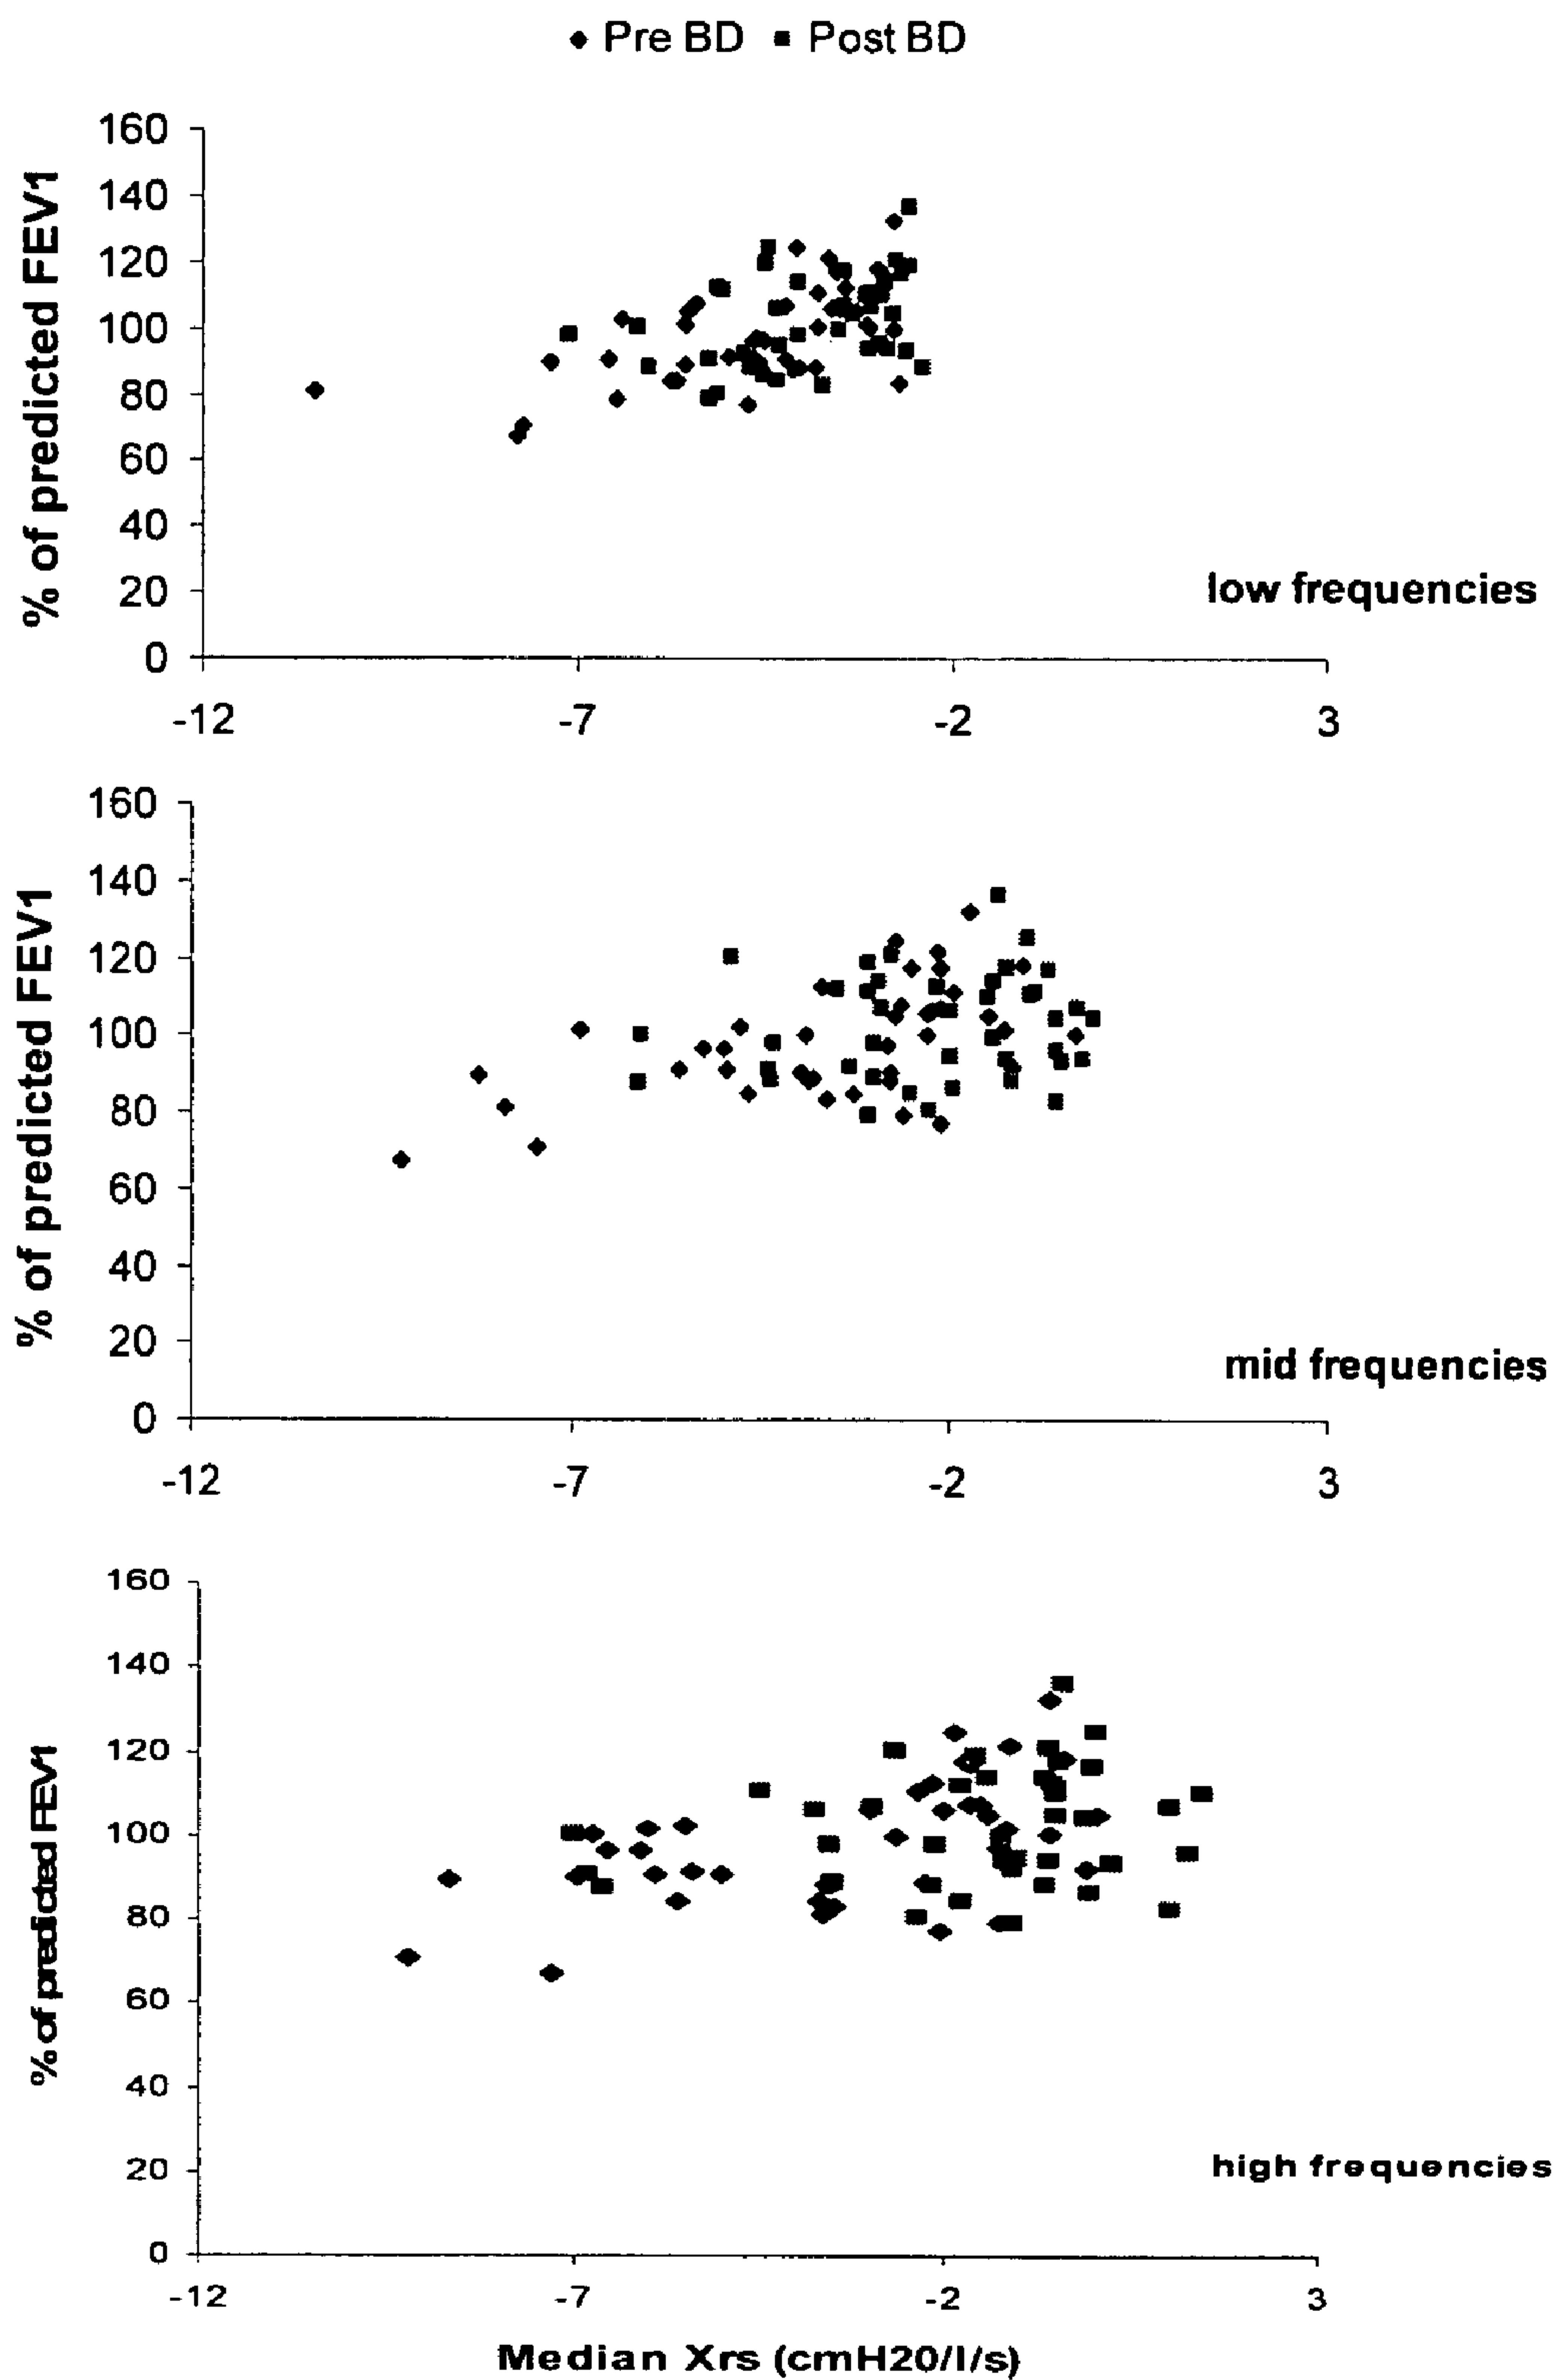 Pre BD Post BD
% of predicted FEV1
160
140
120
100
80
60
40
20
0
low frequencies
-12 -7 -2 3
% of predicted FEV1
160
140
120
100
80
60
40
20
0
mid frequencies
-12 -7 -2 3
% of predicted FEV1
160
140
120
100
80
60
40
20
0
high frequencies
-12 -7 -2 3
Median Xrs (cmH20/l/s)